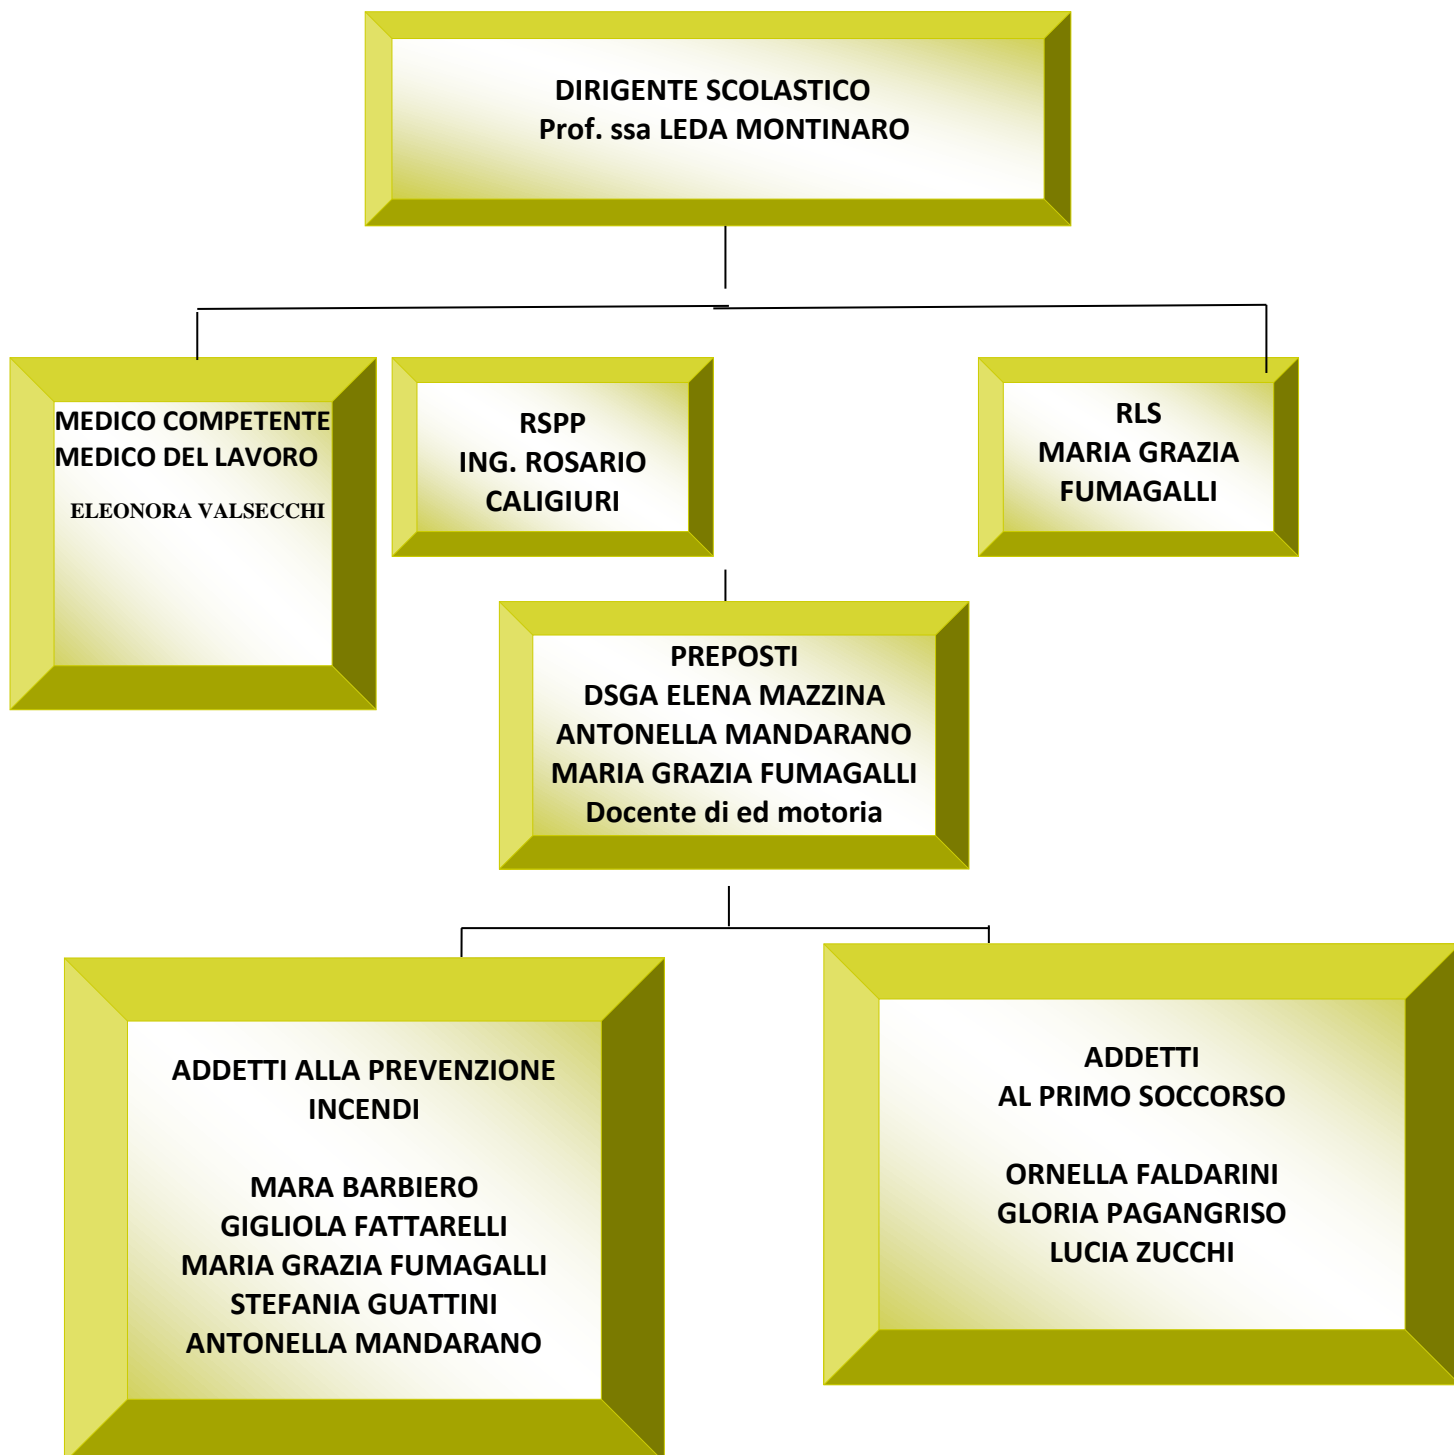 DIRIGENTE SCOLASTICO
Prof. ssa LEDA MONTINARO
MEDICO COMPETENTE
MEDICO DEL LAVORO
ELEONORA VALSECCHI
RSPP
ING. ROSARIO
CALIGIURI
RLS
MARIA GRAZIA
FUMAGALLI
PREPOSTI
DSGA ELENA MAZZINA
ANTONELLA MANDARANO
MARIA GRAZIA FUMAGALLI
Docente di ed motoria
ADDETTI ALLA PREVENZIONE
INCENDI
MARA BARBIERO
GIGLIOLA FATTARELLI
MARIA GRAZIA FUMAGALLI
STEFANIA GUATTINI
ANTONELLA MANDARANO
ADDETTI
AL PRIMO SOCCORSO
ORNELLA FALDARINI
GLORIA PAGANGRISO
LUCIA ZUCCHI